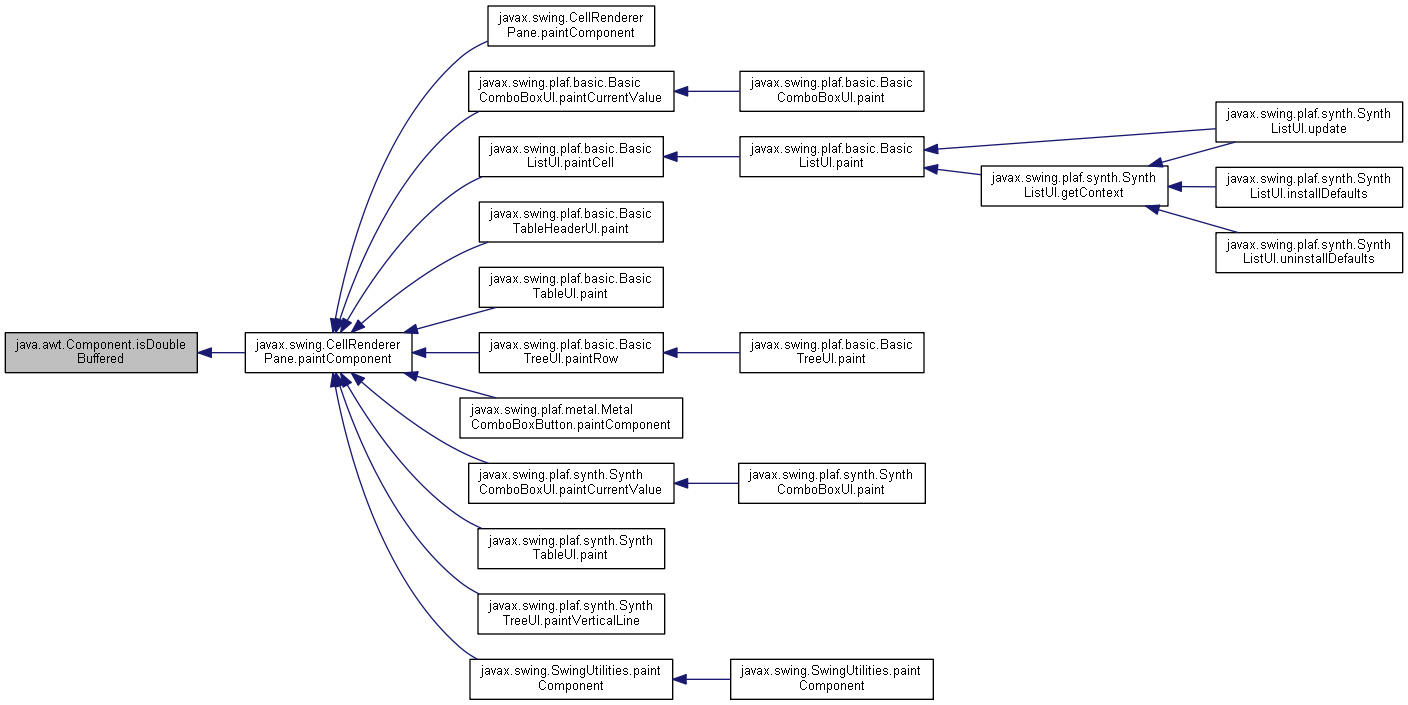 javax.swing.CellRenderer
Pane.paintComponent
javax.swing.plaf.basic.Basic
ComboBoxUI.paintCurrentValue
javax.swing.plaf.basic.Basic
ComboBoxUI.paint
javax.swing.plaf.synth.Synth
ListUI.update
javax.swing.plaf.basic.Basic
ListUI.paintCell
javax.swing.plaf.basic.Basic
ListUI.paint
javax.swing.plaf.synth.Synth
ListUI.getContext
javax.swing.plaf.synth.Synth
ListUI.installDefaults
javax.swing.plaf.basic.Basic
TableHeaderUI.paint
javax.swing.plaf.synth.Synth
ListUI.uninstallDefaults
javax.swing.plaf.basic.Basic
TableUI.paint
java.awt.Component.isDouble
Buffered
javax.swing.CellRenderer
Pane.paintComponent
javax.swing.plaf.basic.Basic
TreeUI.paintRow
javax.swing.plaf.basic.Basic
TreeUI.paint
javax.swing.plaf.metal.Metal
ComboBoxButton.paintComponent
javax.swing.plaf.synth.Synth
ComboBoxUI.paintCurrentValue
javax.swing.plaf.synth.Synth
ComboBoxUI.paint
javax.swing.plaf.synth.Synth
TableUI.paint
javax.swing.plaf.synth.Synth
TreeUI.paintVerticalLine
javax.swing.SwingUtilities.paint
Component
javax.swing.SwingUtilities.paint
Component